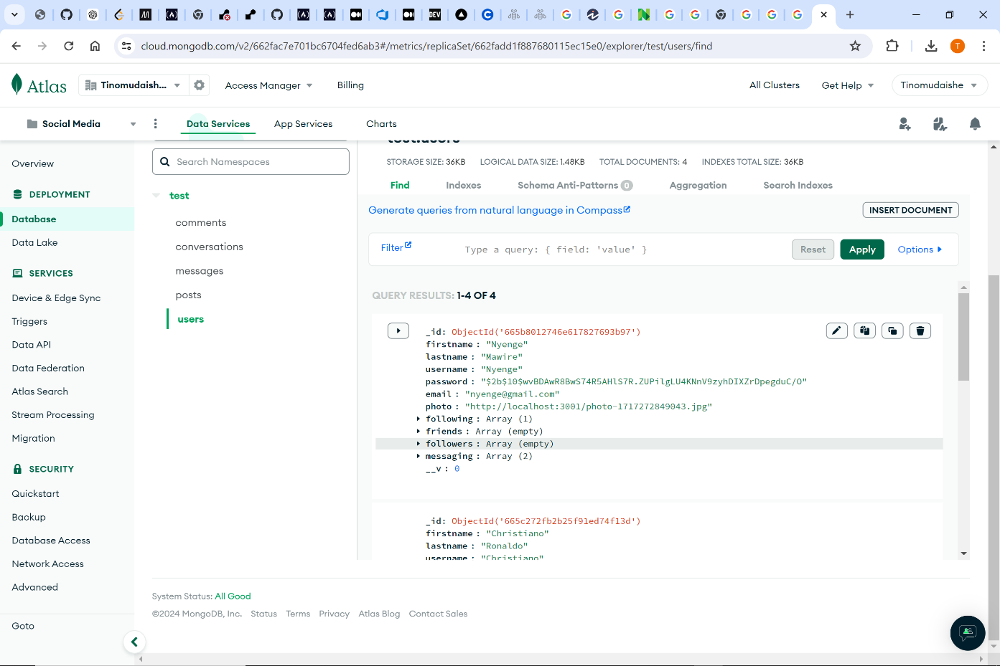 cloud.mongodb.com/v2/662fac7e701bc6704fed6ab3#/metrics/replicaSet/662fadd1f887680115ec15e0/explorer/test/users/find
T
Atlas
Tinomudaish...
Access Manager
Billing
All Clusters
Get Help
Tinomudaishe
Social Media
Data Services
App Services
Charts
Overview
DEPLOYMENT
Database
Data Lake
SERVICES
Device & Edge Sync
Triggers
Data API
Data Federation
Atlas Search
Stream Processing
Migration
SECURITY
Quickstart
Backup
Database Access
Network Access
Advanced
Goto
Search Namespaces
test
comments
conversations
messages
posts
users
test.users
STORAGE SIZE: 36KB LOGICAL DATA SIZE: 1.48KB TOTAL DOCUMENTS: 4 INDEXES TOTAL SIZE: 36KB
Find Indexes Schema Anti-Patterns 0 Aggregation Search Indexes
Generate queries from natural language in Compass
INSERT DOCUMENT
Filter
Type a query: { field: 'value' }
Reset
Apply
Options
QUERY RESULTS: 1-4 OF 4
_id: ObjectId('665b8012746e617827693b97')
firstname : "Nyenge"
lastname : "Mawire"
username : "Nyenge"
password : "$2b$10$wvBDAwR8BwS74R5AHlS7R.ZUPilgLU4KNnV9zyhDIXZrDpegduC/O"
email : "nyenge@gmail.com"
photo : "http://localhost:3001/photo-1717272849043.jpg"
following : Array (1)
friends : Array (empty)
followers : Array (empty)
messaging : Array (2)
__v : 0
_id: ObjectId('665c272fb2b25f91ed74f13d')
firstname : "Christiano"
lastname : "Ronaldo"
username : "Christiano"
System Status: All Good
©2024 MongoDB, Inc. Status Terms Privacy Atlas Blog Contact Sales